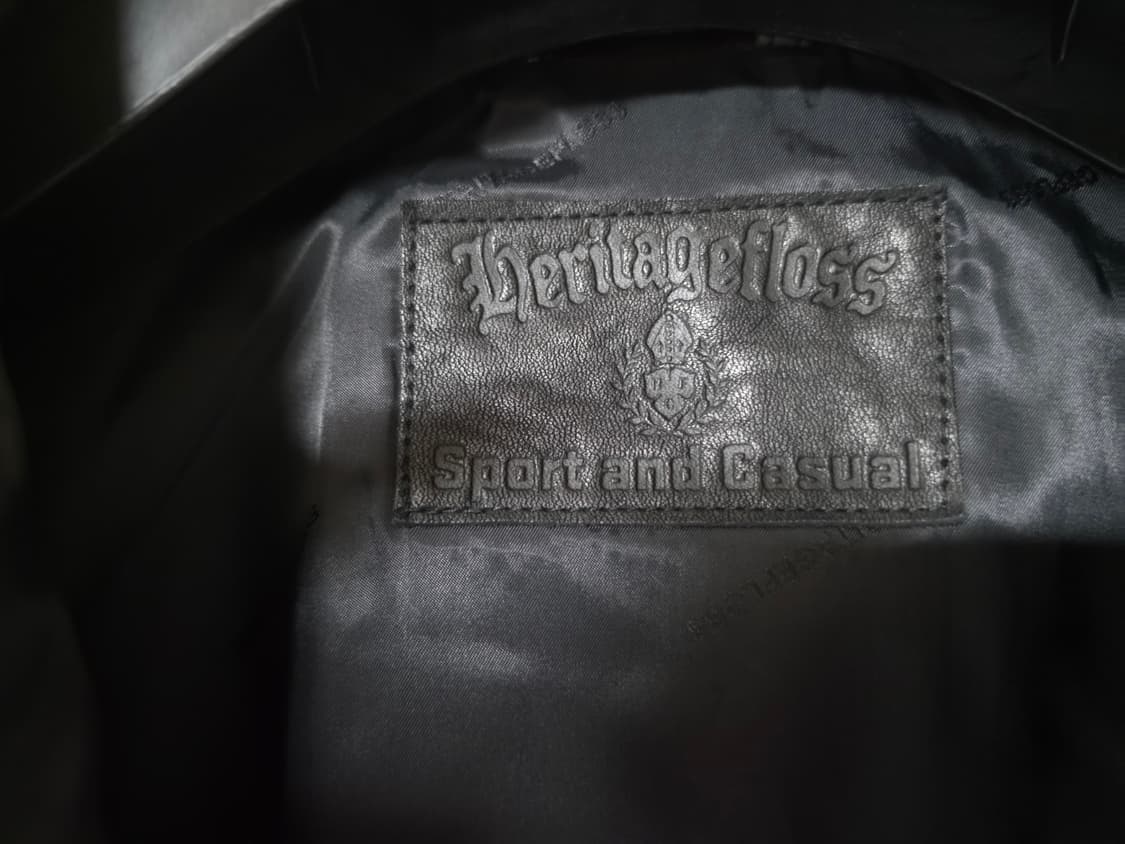 Heritagefloss
Sport and Casual